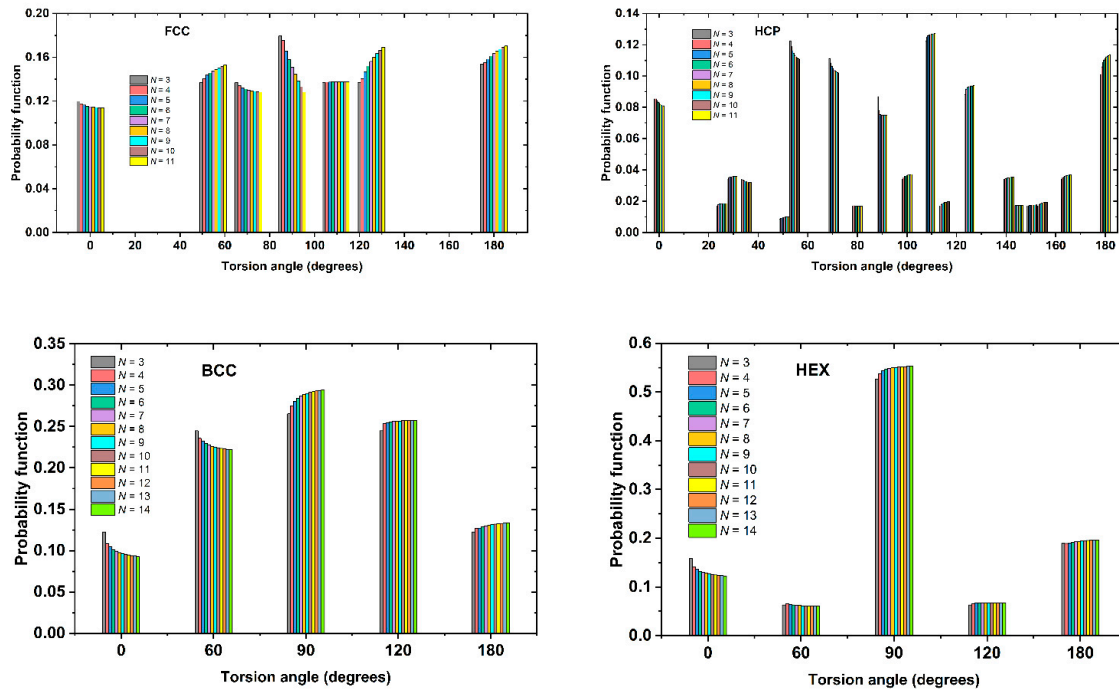 FCC
Probability function
0.20
0.16
0.12
0.08
0.04
0.00
N = 3
N = 4
N = 5
N = 6
N = 7
N = 8
N = 9
N = 10
N = 11
0 20 40 60 80 100 120 140 160 180
Torsion angle (degrees)
HCP
Probability function
0.14
0.12
0.10
0.08
0.06
0.04
0.02
0.00
N = 3
N = 4
N = 5
N = 6
N = 7
N = 8
N = 9
N = 10
N = 11
0 20 40 60 80 100 120 140 160 180
Torsion angle (degrees)
BCC
Probability function
0.35
0.30
0.25
0.20
0.15
0.10
0.05
0.00
N = 3
N = 4
N = 5
N = 6
N = 7
N = 8
N = 9
N = 10
N = 11
N = 12
N = 13
N = 14
0 60 90 120 180
Torsion angle (degrees)
HEX
Probability function
0.6
0.5
0.4
0.3
0.2
0.1
0.0
N = 3
N = 4
N = 5
N = 6
N = 7
N = 8
N = 9
N = 10
N = 11
N = 12
N = 13
N = 14
0 60 90 120 180
Torsion angle (degrees)